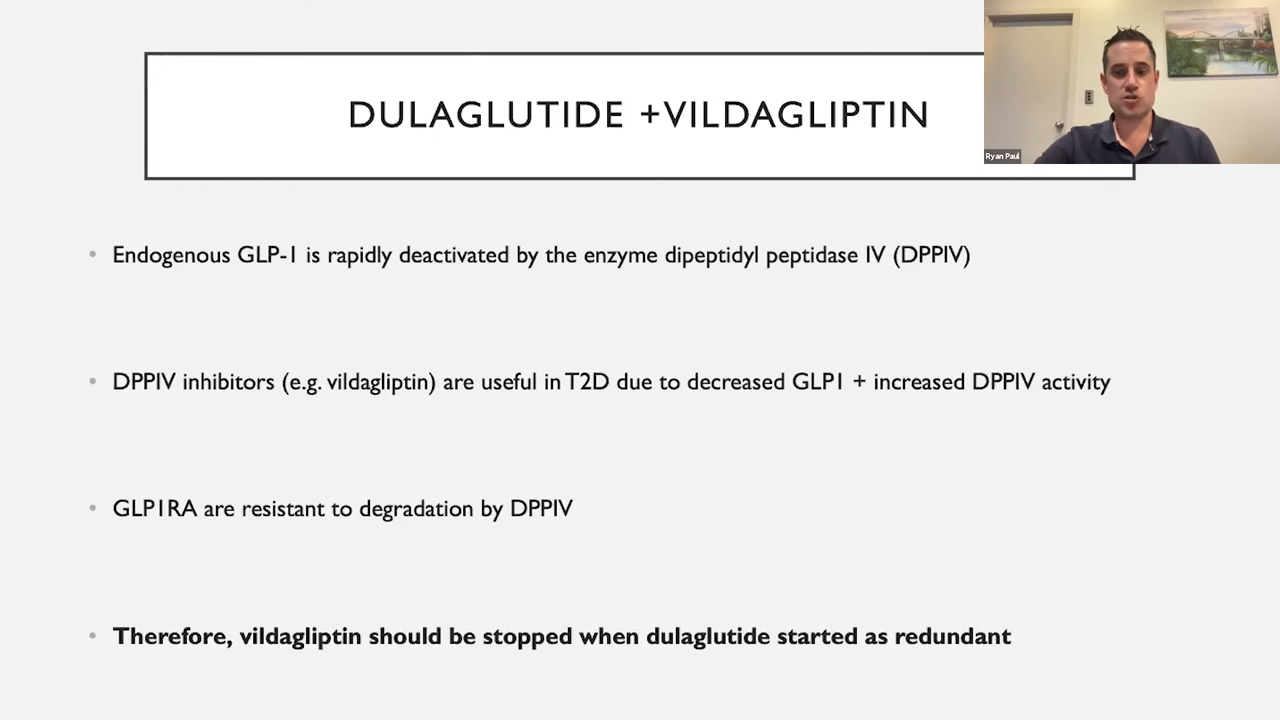 DULAGLUTIDE +VILDAGLIPTIN
Ryan Paul
• Endogenous GLP-1 is rapidly deactivated by the enzyme dipeptidyl peptidase IV (DPPIV)
• DPPIV inhibitors (e.g. vildagliptin) are useful in T2D due to decreased GLP1 + increased DPPIV activity
• GLP1RA are resistant to degradation by DPPIV
• Therefore, vildagliptin should be stopped when dulaglutide started as redundant